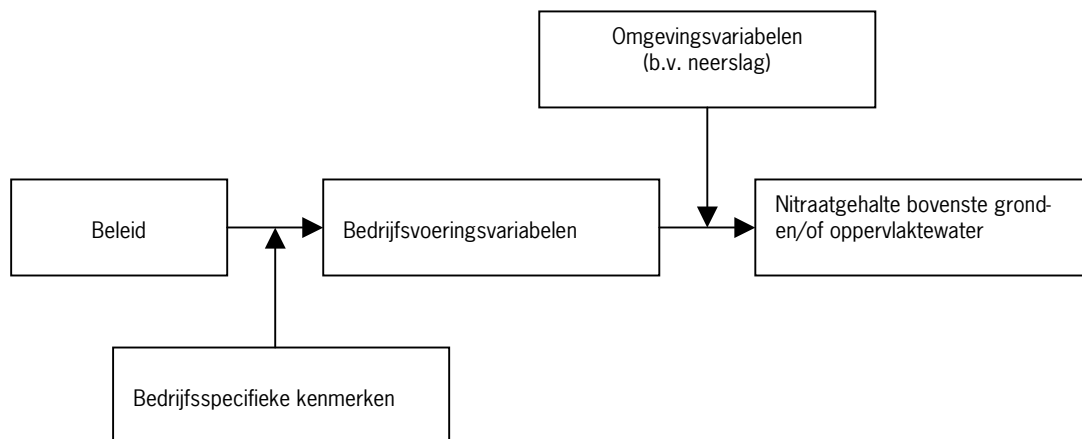 Omgevingsvariabelen
(b.v. neerslag)
Beleid
Bedrijfsvoeringsvariabelen
Nitraatgehalte bovenste grond-
en/of oppervlaktewater
Bedrijfsspecifieke kenmerken